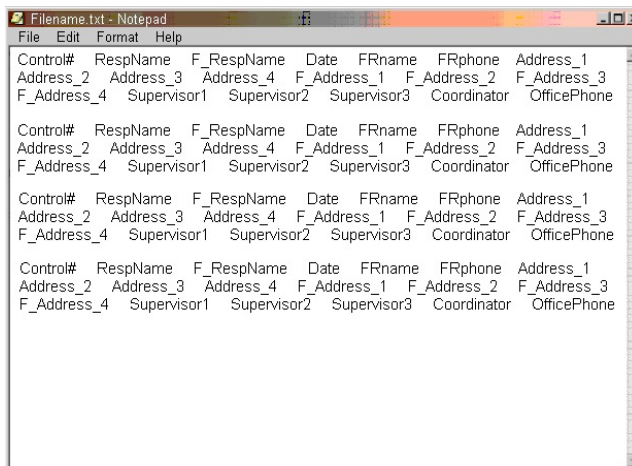 Filename.txt - Notepad
File Edit Format Help
Control# RespName F_RespName Date FRname FRphone Address_1
Address_2 Address_3 Address_4 F_Address_1 F_Address_2 F_Address_3
F_Address_4 Supervisor1 Supervisor2 Supervisor3 Coordinator OfficePhone
Control# RespName F_RespName Date FRname FRphone Address_1
Address_2 Address_3 Address_4 F_Address_1 F_Address_2 F_Address_3
F_Address_4 Supervisor1 Supervisor2 Supervisor3 Coordinator OfficePhone
Control# RespName F_RespName Date FRname FRphone Address_1
Address_2 Address_3 Address_4 F_Address_1 F_Address_2 F_Address_3
F_Address_4 Supervisor1 Supervisor2 Supervisor3 Coordinator OfficePhone
Control# RespName F_RespName Date FRname FRphone Address_1
Address_2 Address_3 Address_4 F_Address_1 F_Address_2 F_Address_3
F_Address_4 Supervisor1 Supervisor2 Supervisor3 Coordinator OfficePhone